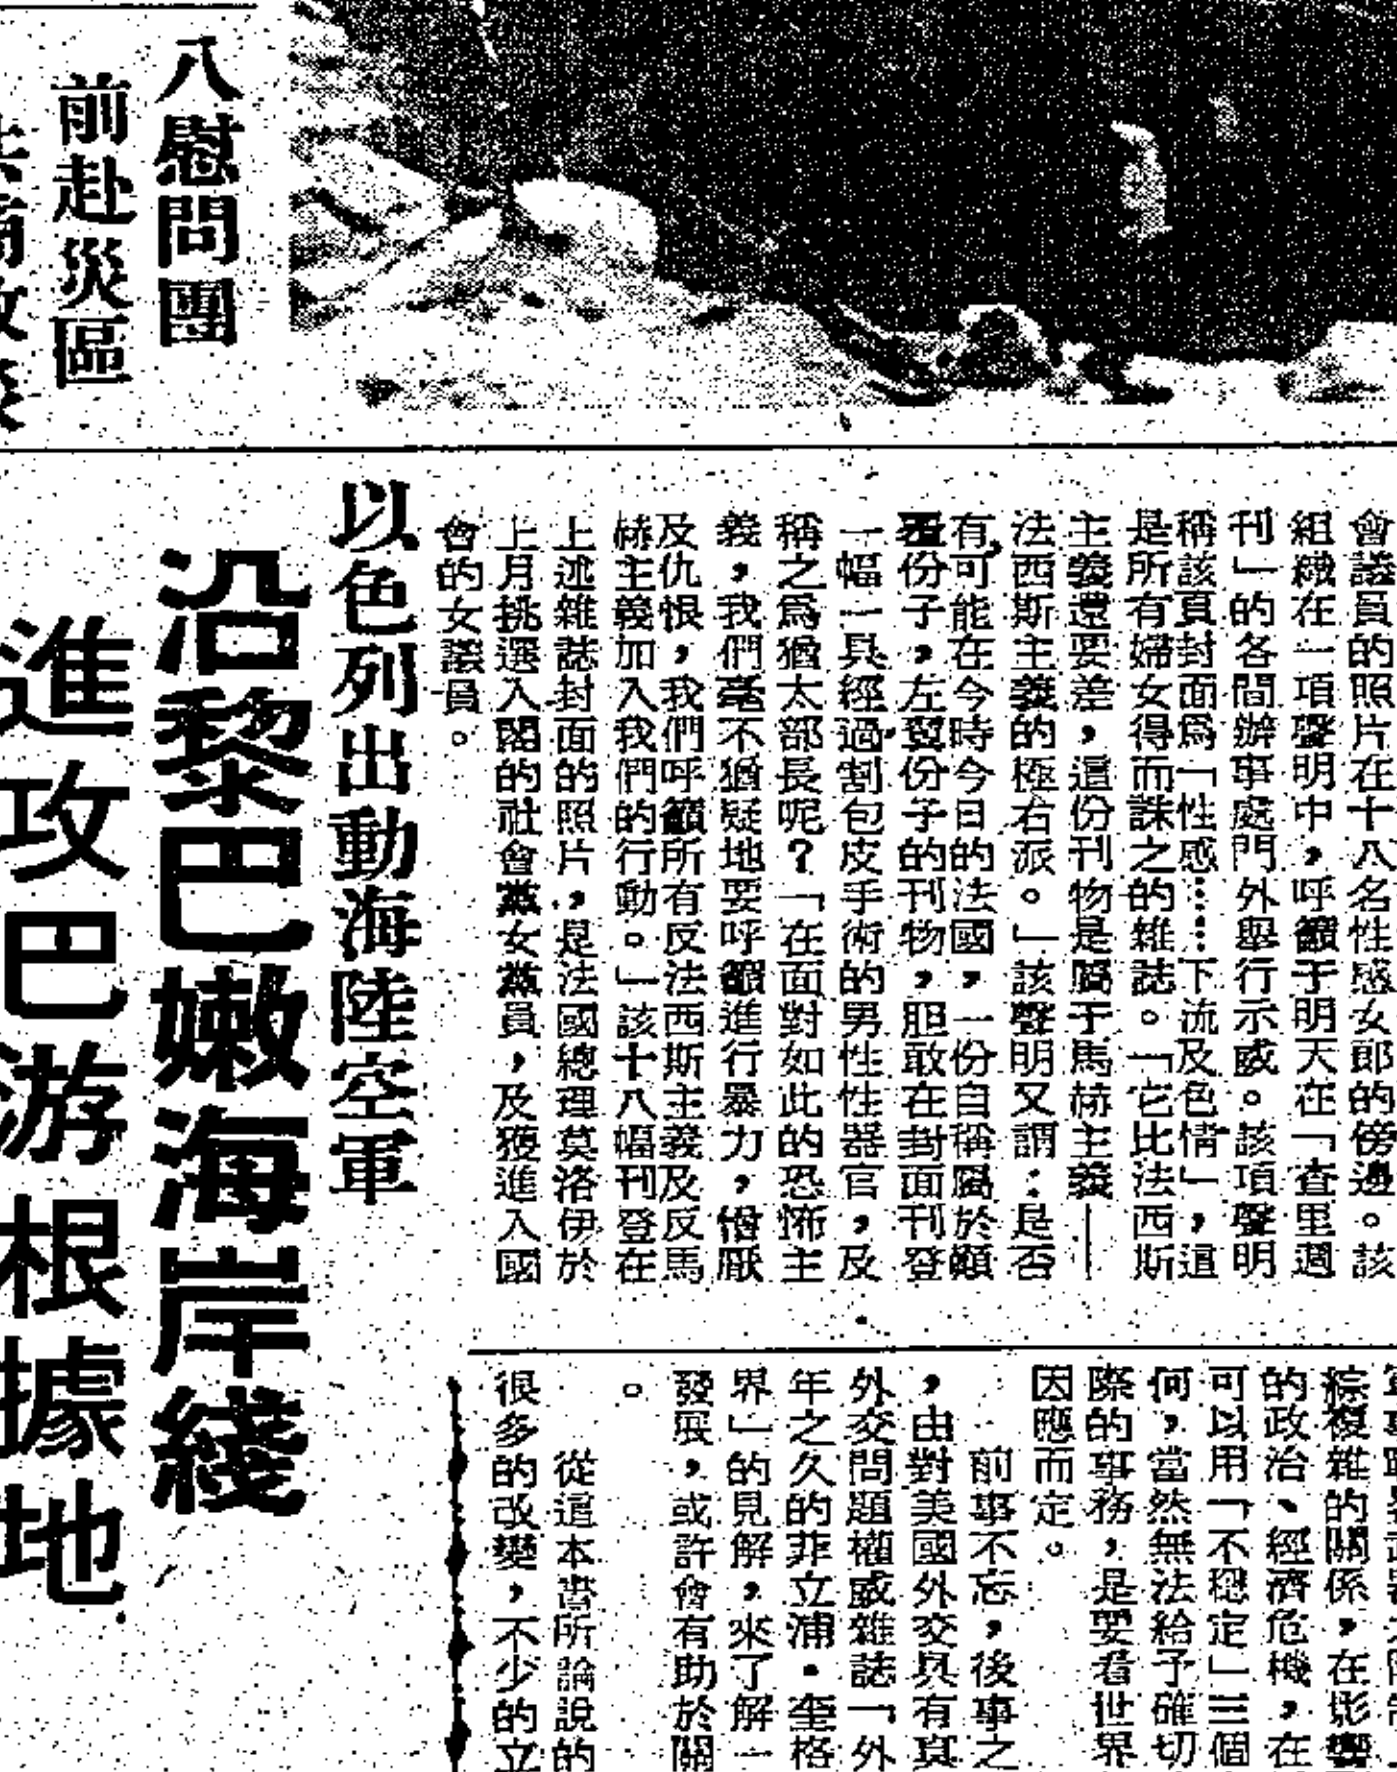 八慰問團
前赴災區
會議員的照片在十八名性感女郎的傍邊。該
組織在一項聲明中，呼籲于明天在「查里週
刊」的各間辦事處門外舉行示威。該項聲明
稱該頁封面爲「性感……下流及色情」，這
是所有婦女得而誅之的雜誌。「它比法西斯
主義還要差，這份刊物是屬于馬赫主義——
法西斯主義的極右派。」該聲明又謂：是否
有可能在今時今日的法國，一份自稱屬於顚
覆份子，左翼份子的刊物，胆敢在封面刊登
一幅一具經過割包皮手術的男性性器官，及
稱之爲猶太部長呢？「在面對如此的恐怖主
義，我們毫不猶疑地要呼籲進行暴力，憎厭
及仇恨，我們呼籲所有反法西斯主義及反馬
赫主義加入我們的行動。」該十八幅刊登在
上述雜誌封面的照片，是法國總理莫洛伊於
上月挑選入閣的社會黨女黨員，及獲進入國
會的女議員。
以色列出動海陸空軍
沿黎巴嫩海岸綫
進攻巴游根據地
綜複雜的關係，在影響
的政治、經濟危機，在
可以用「不穩定」三個
何，當然無法給予確切
際的事務，是要看世界
因應而定。
前事不忘，後事之
，由對美國外交具有眞
外交問題權威雜誌「外
年之久的菲立浦·奎格
界」的見解，來了解一
發展，或許會有助於關
。
從這本書所論說的
很多的改變，不少的立